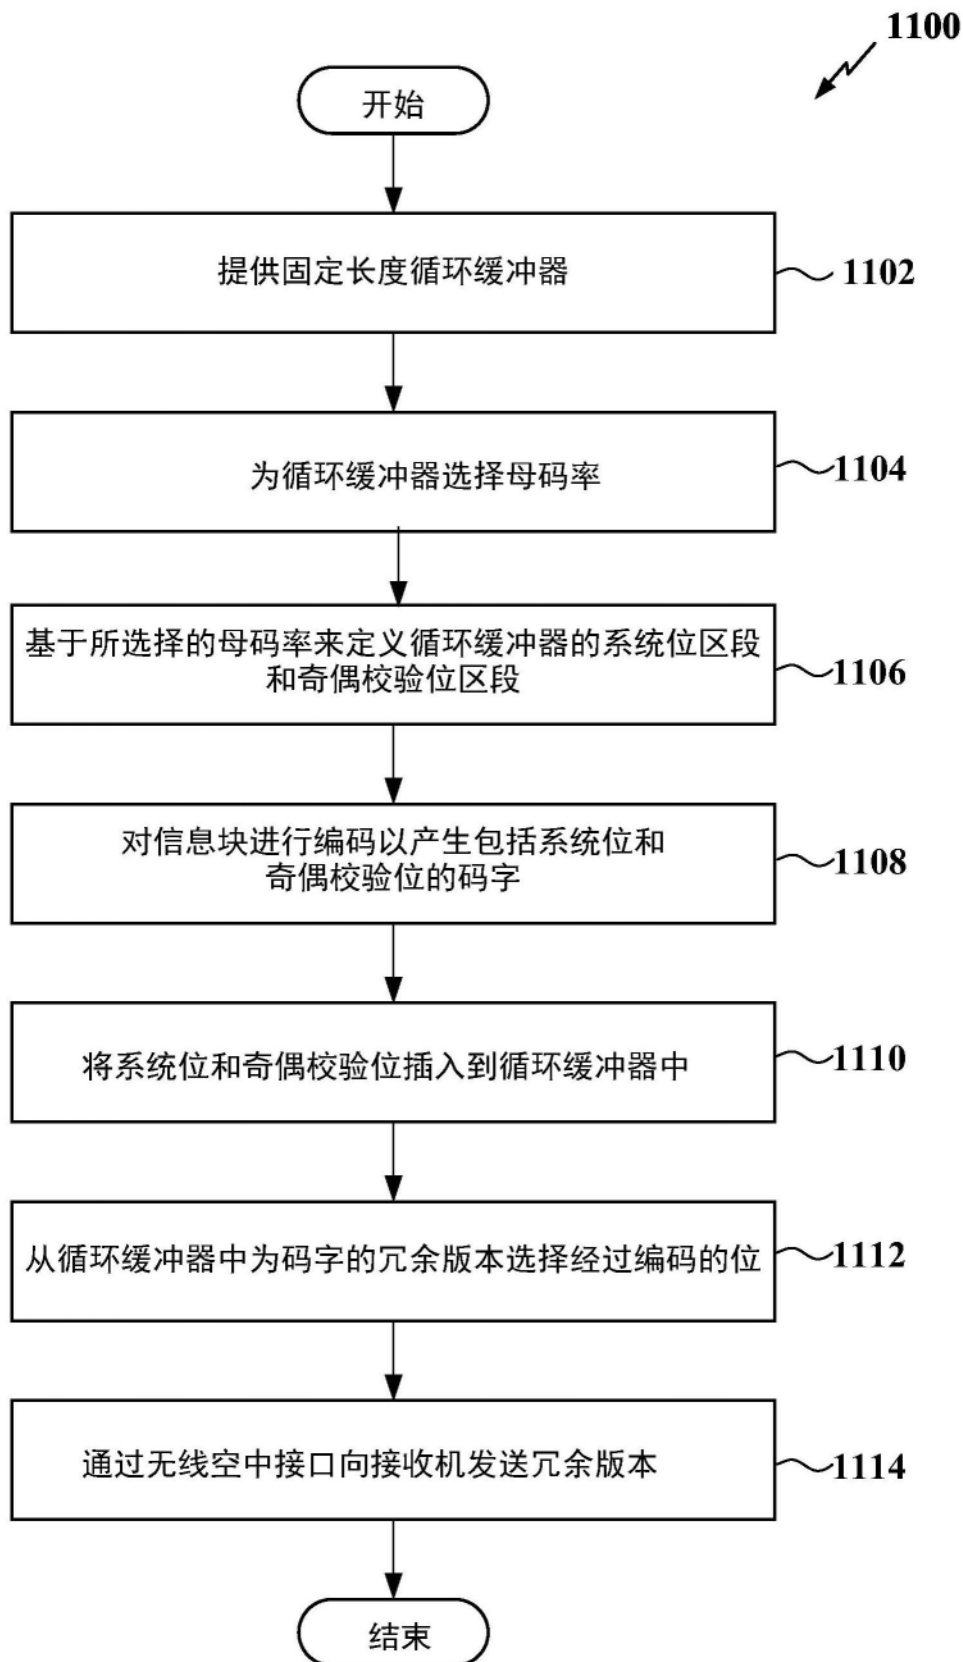 1100
开始
提供固定长度循环缓冲器
1102
为循环缓冲器选择母码率
1104
基于所选择的母码率来定义循环缓冲器的系统位区段
和奇偶校验位区段
1106
对信息块进行编码以产生包括系统位和
奇偶校验位的码字
1108
将系统位和奇偶校验位插入到循环缓冲器中
1110
从循环缓冲器中为码字的冗余版本选择经过编码的位
1112
通过无线空中接口向接收机发送冗余版本
1114
结束